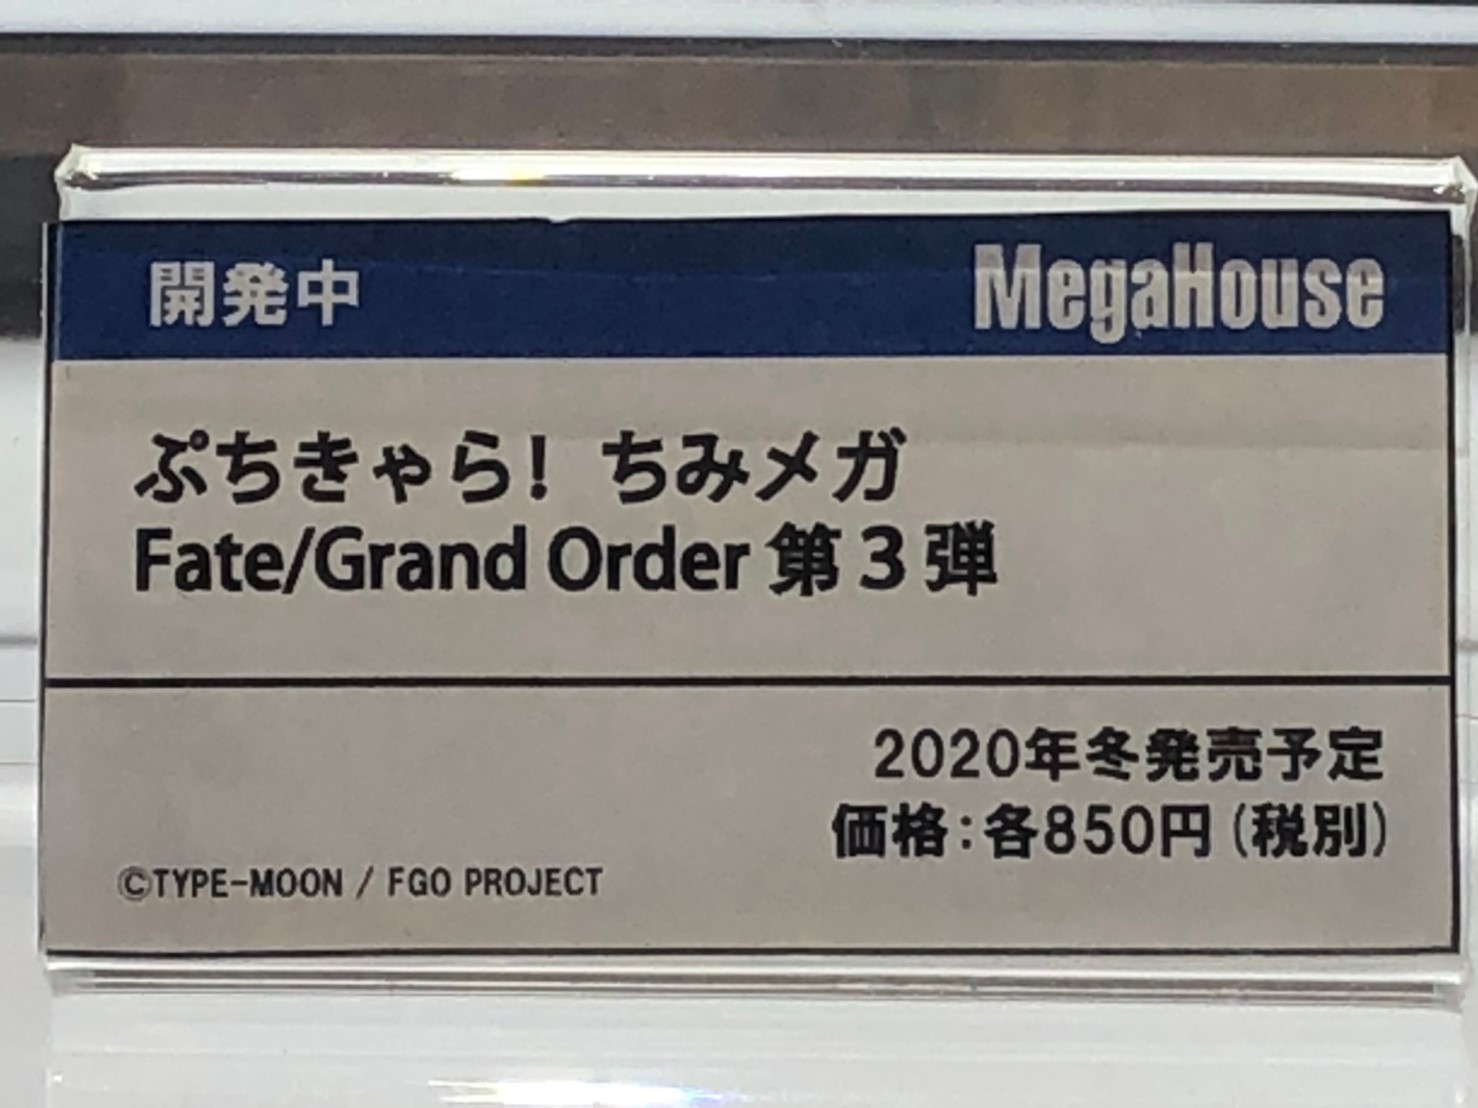 開発中
MegaHouse
ぷちきゃら! ちみメガ
Fate/Grand Order 第3弾
2020年冬発売予定
価格:各850円(税別)
©TYPE-MOON / FGO PROJECT